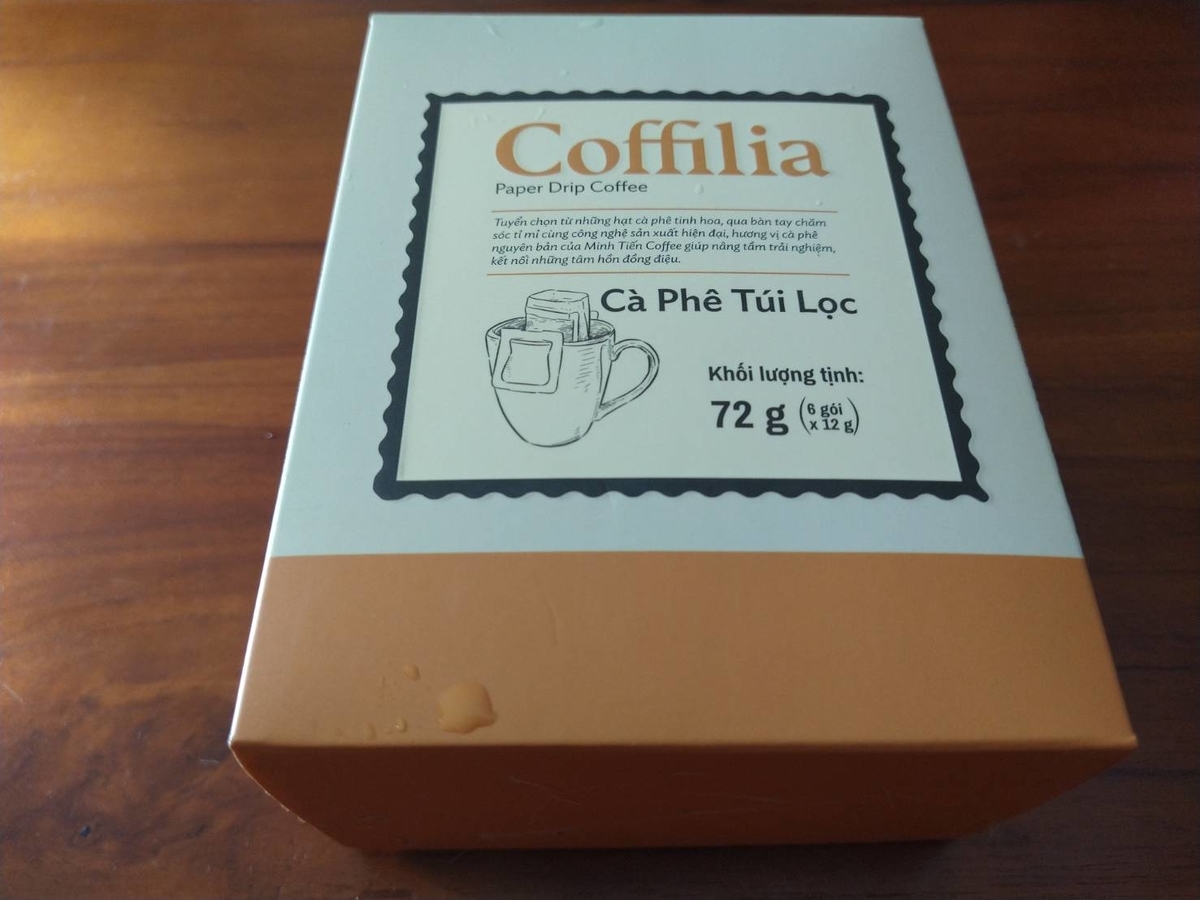 Coffilia
Paper Drip Coffee
Tuyển chọn từ những hạt cà phê tinh hoa, qua bàn tay chăm
sóc tỉ mỉ cùng công nghệ sản xuất hiện đại, hương vị cà phê
nguyên bản của Minh Tiến Coffee giúp nâng tầm trải nghiệm,
kết nối những tâm hồn đồng điệu.
Cà Phê Túi Lọc
Khối lượng tịnh:
72 g (6 gói
x 12 g)